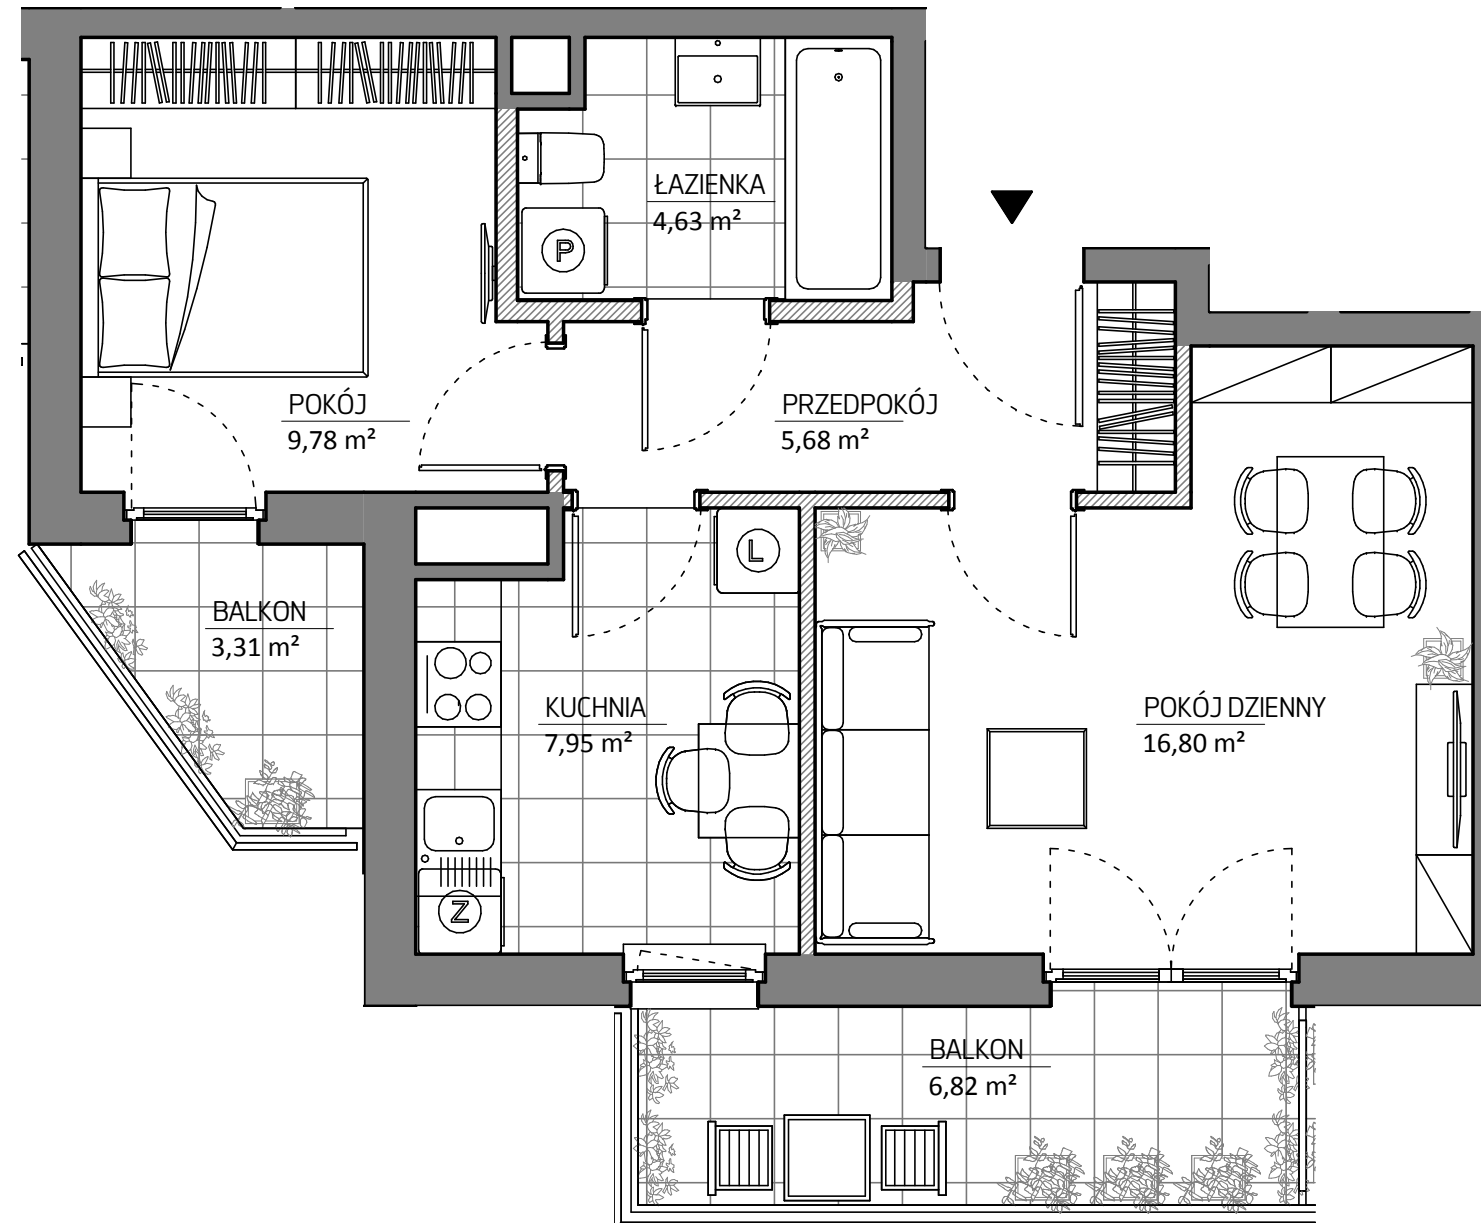 ŁAZIENKA
4,63 m²
P
POKÓJ
9,78 m²
PRZEDPOKÓJ
5,68 m²
L
BALKON
3,31 m²
KUCHNIA
7,95 m²
POKÓJ DZIENNY
16,80 m²
Z
BALKON
6,82 m²